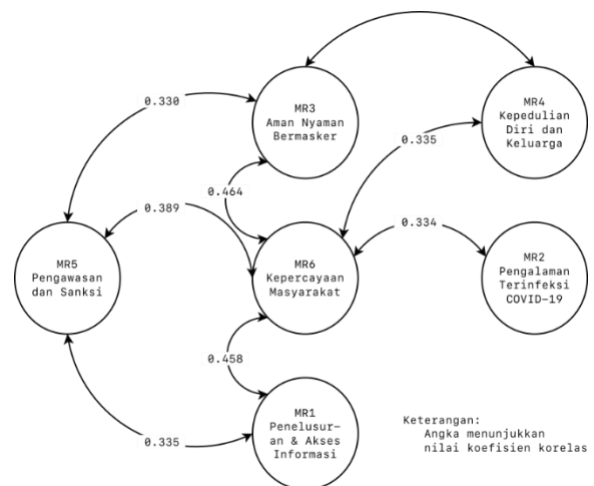 MR3
Aman Nyaman
Bermasker
MR4
Kepedulian
Diri dan
Keluarga
0.330
0.335
0.464
0.389
0.334
MR5
Pengawasan
dan Sanksi
MR6
Kepercayaan
Masyarakat
MR2
Pengalaman
Terinfeksi
COVID-19
0.458
MR1
Penelusur-
an & Akses
Informasi
0.335
Keterangan:
Angka menunjukkan
nilai koefisien korelas